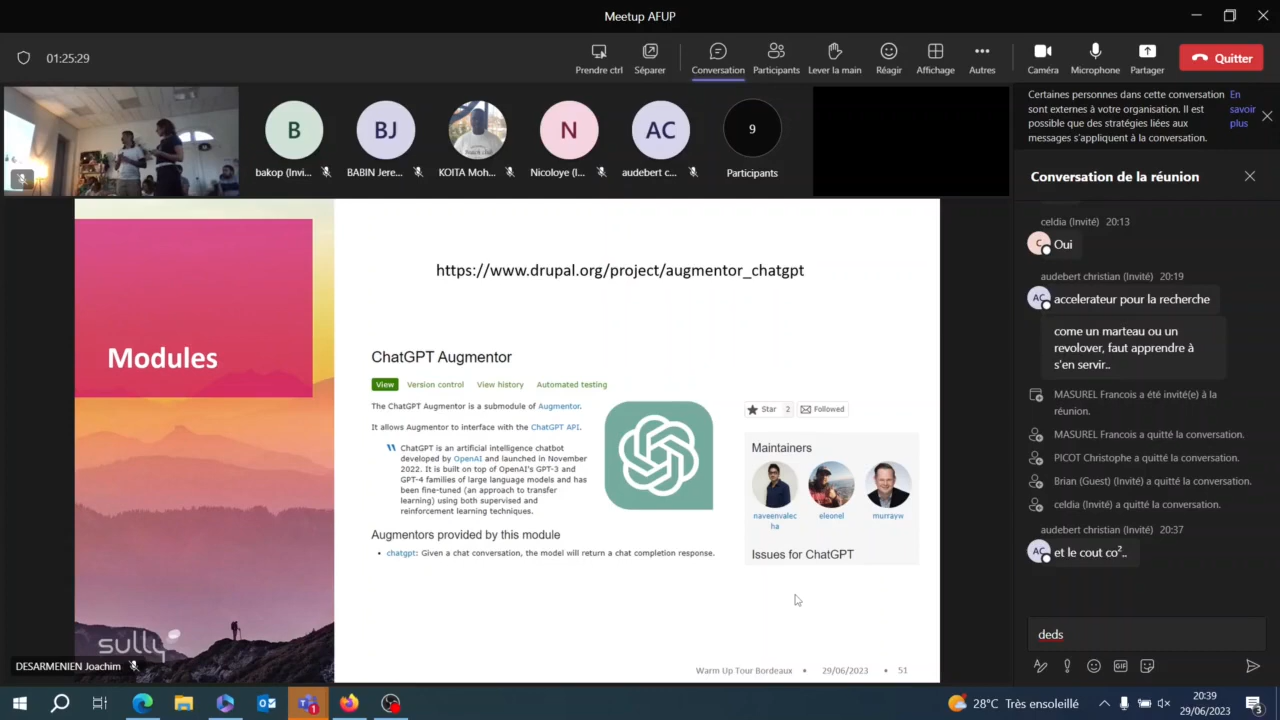 Meetup AFUP
01:25:29
Prendre ctrl
Séparer
Conversation
Participants
Lever la main
Réagir
Affichage
Autres
Caméra
Microphone
Partager
Quitter
B
bakop (Invi...
BJ
BABIN Jere...
KOITA Moh...
N
Nicoloye (I...
AC
audebert c...
9
Participants
Certaines personnes dans cette conversation
sont externes à votre organisation. Il est
possible que des stratégies liées aux
messages s'appliquent à la conversation.
En
savoir
plus
Conversation de la réunion
celdia (Invité) 20:13
C
Oui
audebert christian (Invité) 20:19
AC
accelerateur pour la recherche
come un marteau ou un
revolver, faut apprendre à
s'en servir..
MASUREL Francois a été invité(e) à la
réunion.
MASUREL Francois a quitté la conversation.
PICOT Christophe a quitté la conversation.
Brian (Guest) (Invité) a quitté la conversation.
celdia (Invité) a quitté la conversation.
audebert christian (Invité) 20:37
AC
et le cout co²..
deds
GIF
Modules
sully
DESARMENIEN Joachim
https://www.drupal.org/project/augmentor_chatgpt
ChatGPT Augmentor
View
Version control
View history
Automated testing
The ChatGPT Augmentor is a submodule of Augmentor.
It allows Augmentor to interface with the ChatGPT API.
ChatGPT is an artificial intelligence chatbot
developed by OpenAI and launched in November
2022. It is built on top of OpenAI's GPT-3 and
GPT-4 families of large language models and has
been fine-tuned (an approach to transfer
learning) using both supervised and
reinforcement learning techniques.
Augmentors provided by this module
• chatgpt: Given a chat conversation, the model will return a chat completion response.
Star 2
Followed
Maintainers
naveenvalec
ha
eleonel
murrayw
Issues for ChatGPT
Warm Up Tour Bordeaux • 29/06/2023 • 51
1
28°C Très ensoleillé
20:39
29/06/2023
3